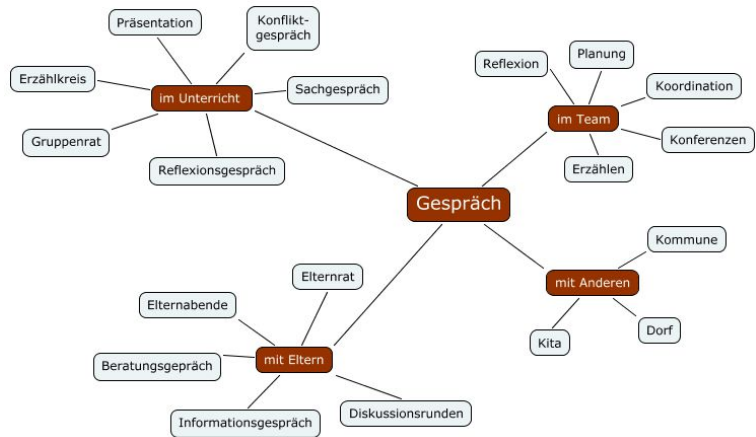 Präsentation
Konflikt-
gespräch
Erzählkreis
im Unterricht
Sachgespräch
Gruppenrat
Reflexionsgespräch
Reflexion
Planung
Koordination
im Team
Konferenzen
Erzählen
Gespräch
Kommune
mit Anderen
Kita
Dorf
Elternrat
Elternabende
mit Eltern
Beratungsgepräch
Informationsgepräch
Diskussionsrunden